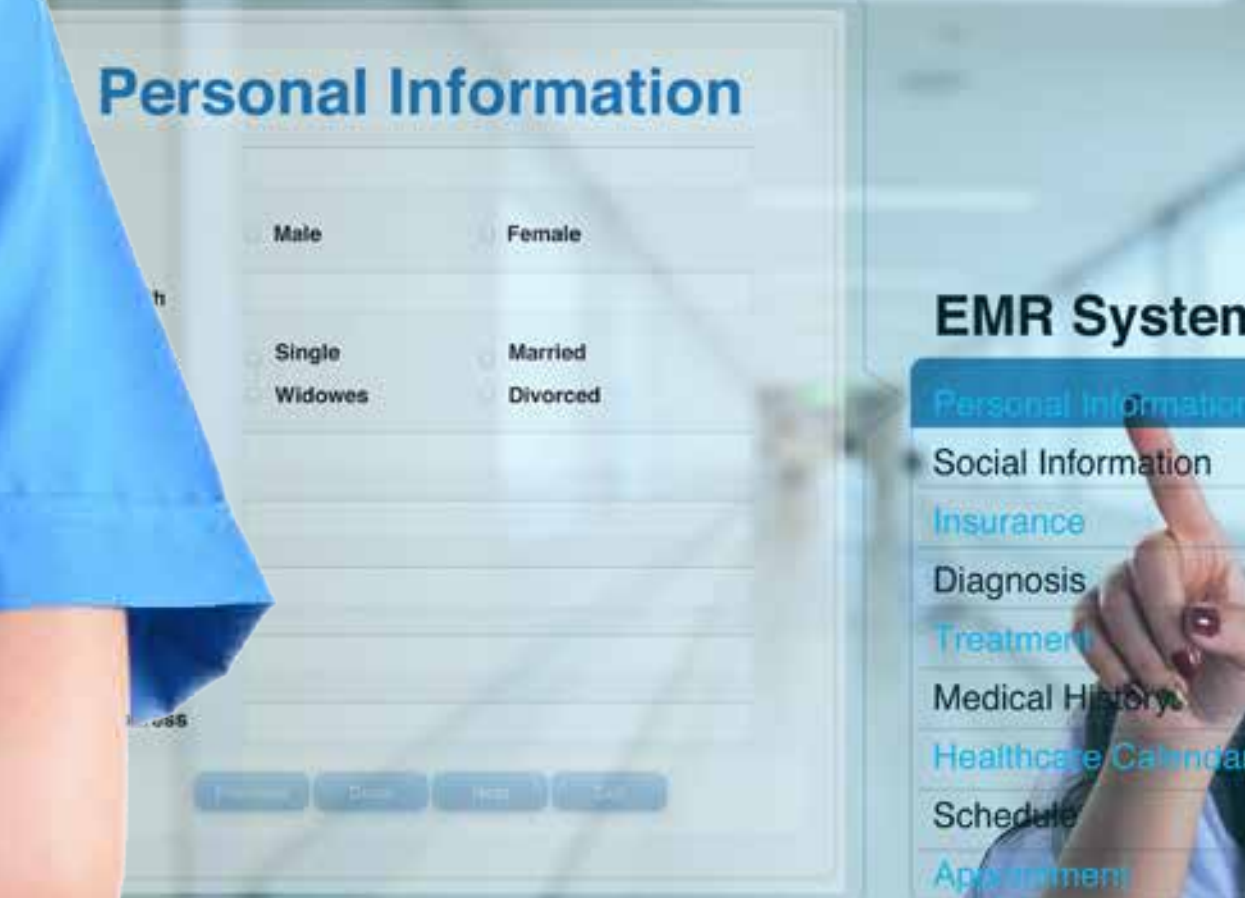 Personal Information
Male Female
h
Single Married
Widowes Divorced
ess
EMR System
Personal Information
Social Information
Insurance
Diagnosis
Treatment
Medical History
Healthcare Calendar
Schedule
Appointment